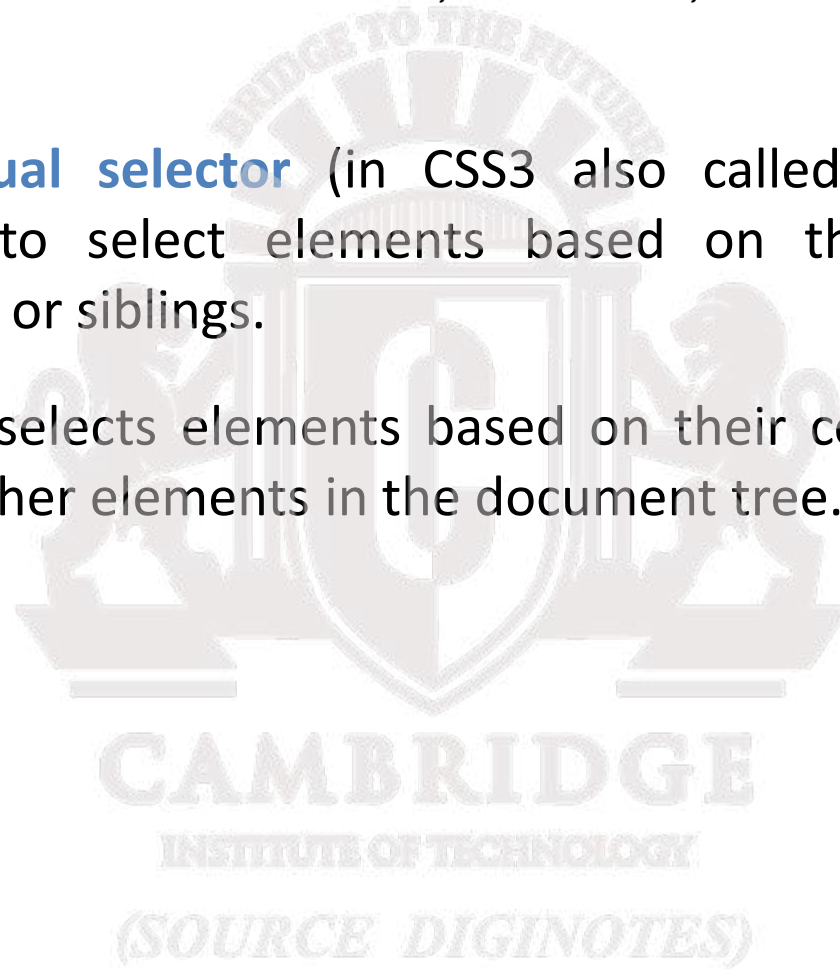 BRIDGE TO THE FUTURE
ual selector (in CSS3 also called
to select elements based on th
or siblings.
selects elements based on their co
her elements in the document tree.
C
CAMBRIDGE
INSTITUTE OF TECHNOLOGY
(SOURCE DIGINOTES)